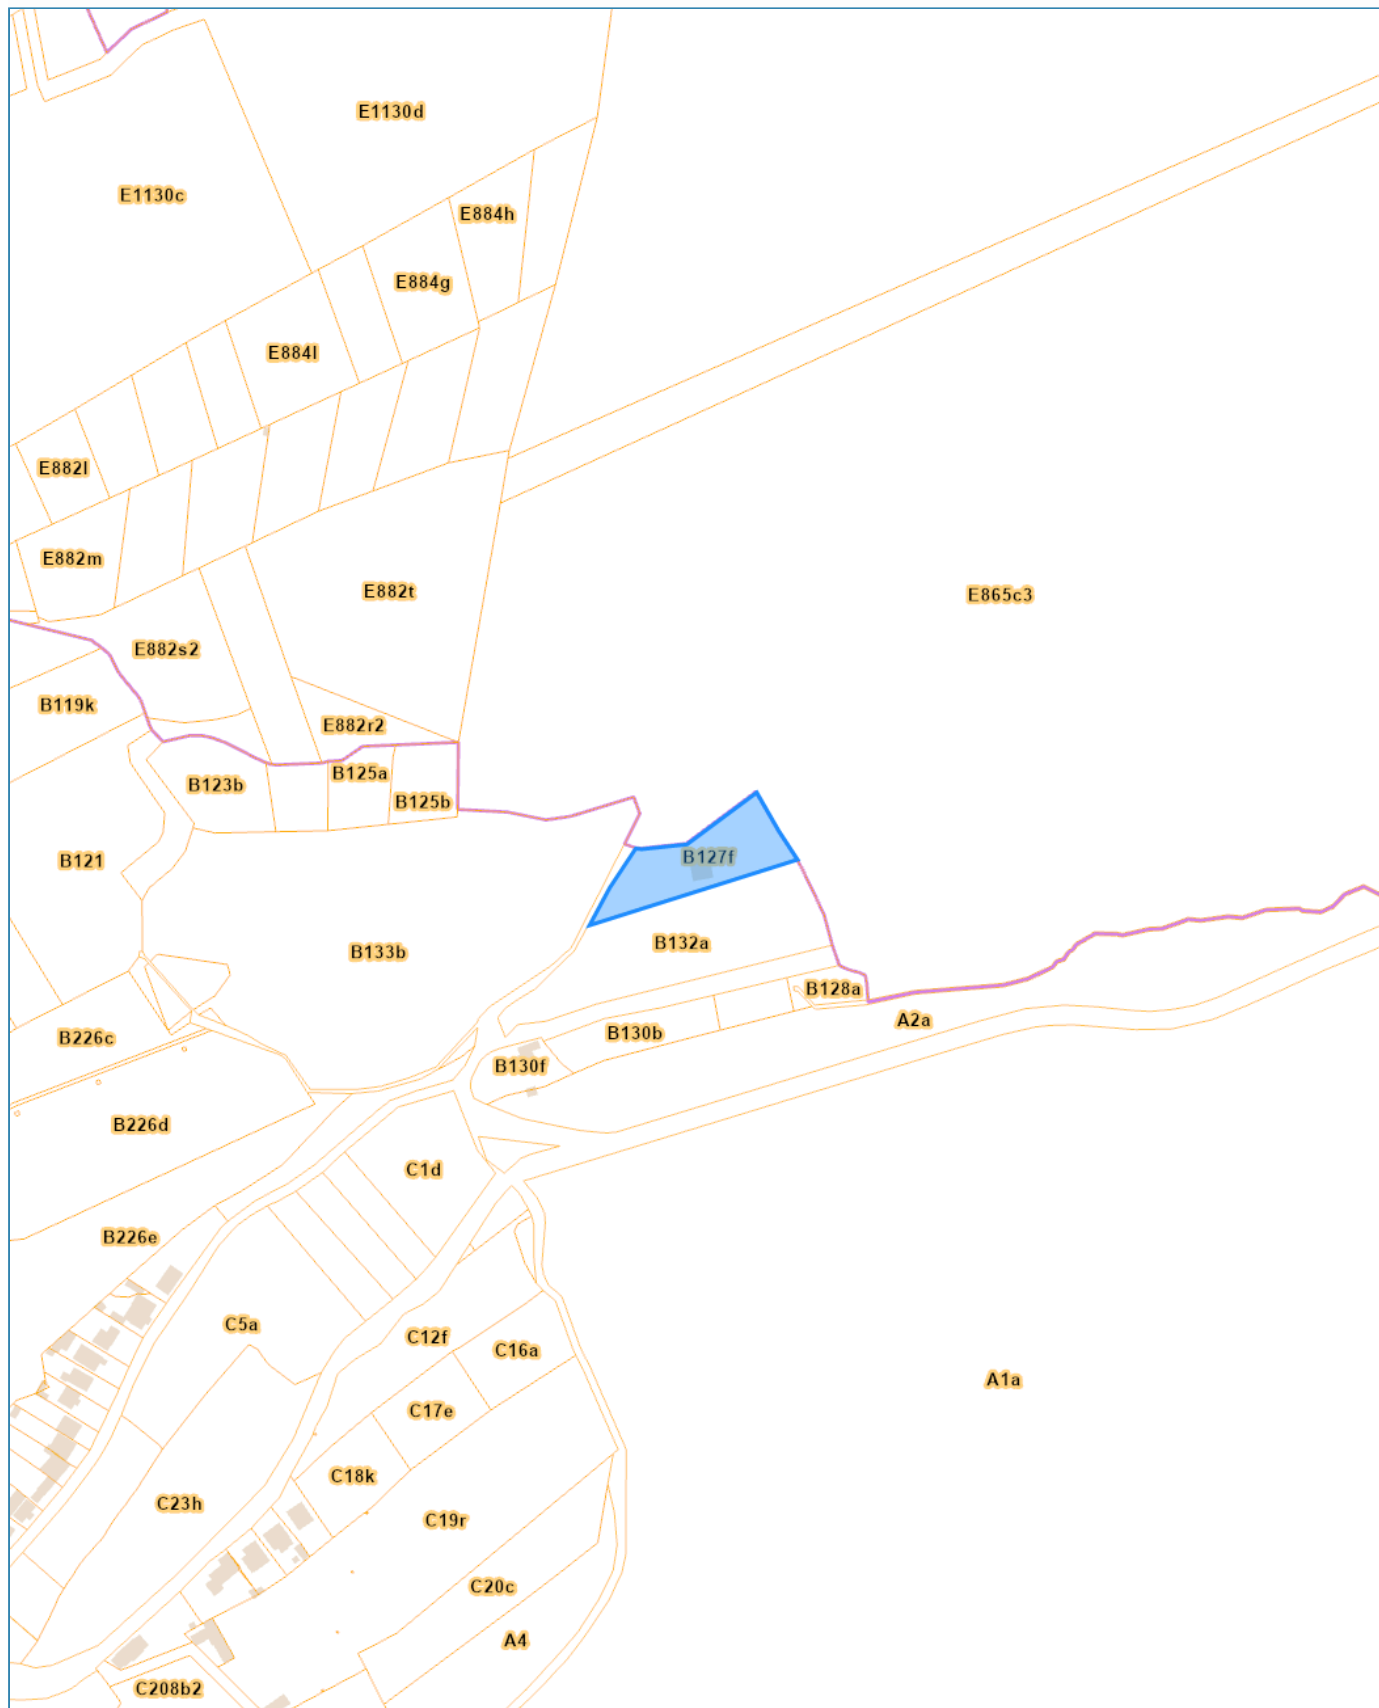 E1130d
E1130c
E884h
E884g
E884l
E882l
E882m
E882t
E865c3
E882s2
B119k
E882r2
B125a
B123b
B125b
B127f
B121
B132a
B133b
B128a
A2a
B130b
B226c
B130f
B226d
C1d
B226e
C5a
C12f
C16a
A1a
C17e
C18k
C23h
C19r
C20c
A4
C208b2